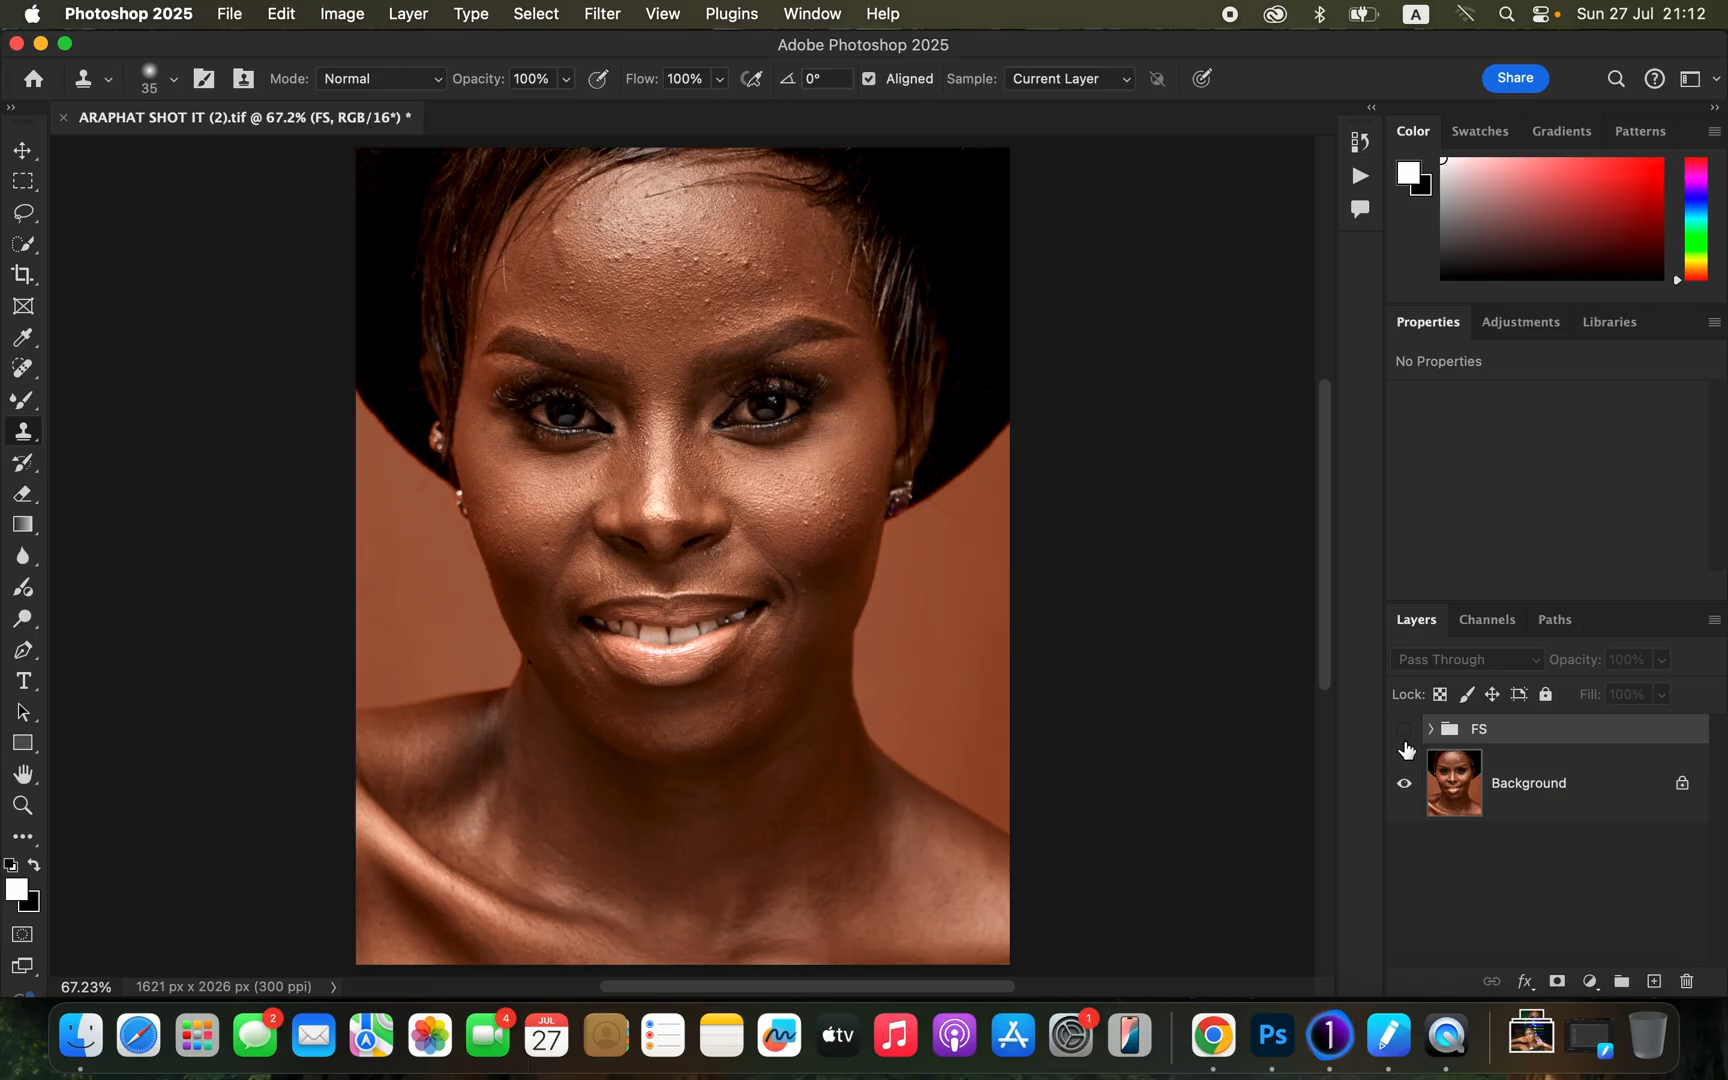 Photoshop 2025 File Edit Image Layer Type Select Filter View Plugins Window Help A Sun 27 Jul 21:12
Adobe Photoshop 2025
35 Mode: Normal Opacity: 100% Flow: 100% 0° Aligned Sample: Current Layer Share
ARAPHAT SHOT IT (2).tif @ 67.2% (FS, RGB/16*) *
Color Swatches Gradients Patterns
Properties Adjustments Libraries
No Properties
Layers Channels Paths
Pass Through Opacity: 100%
Lock: Fill: 100%
FS
Background
fx
67.23% 1621 px x 2026 px (300 ppi)
2 4 JUL 27 tv 1 Ps 1